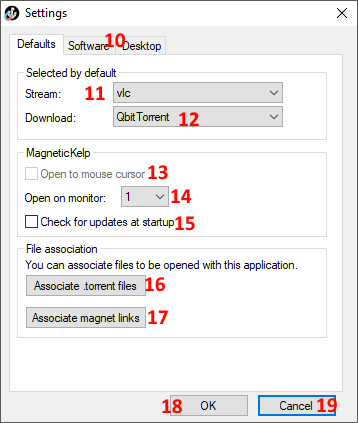 Settings
Defaults Software 10 Desktop
Selected by default
Stream: 11 vlc
Download: QbitTorrent 12
MagneticKelp
Open to mouse cursor 13
Open on monitor: 1 14
Check for updates at startup 15
File association
You can associate files to be opened with this application.
Associate .torrent files 16
Associate magnet links 17
18 OK Cancel 19